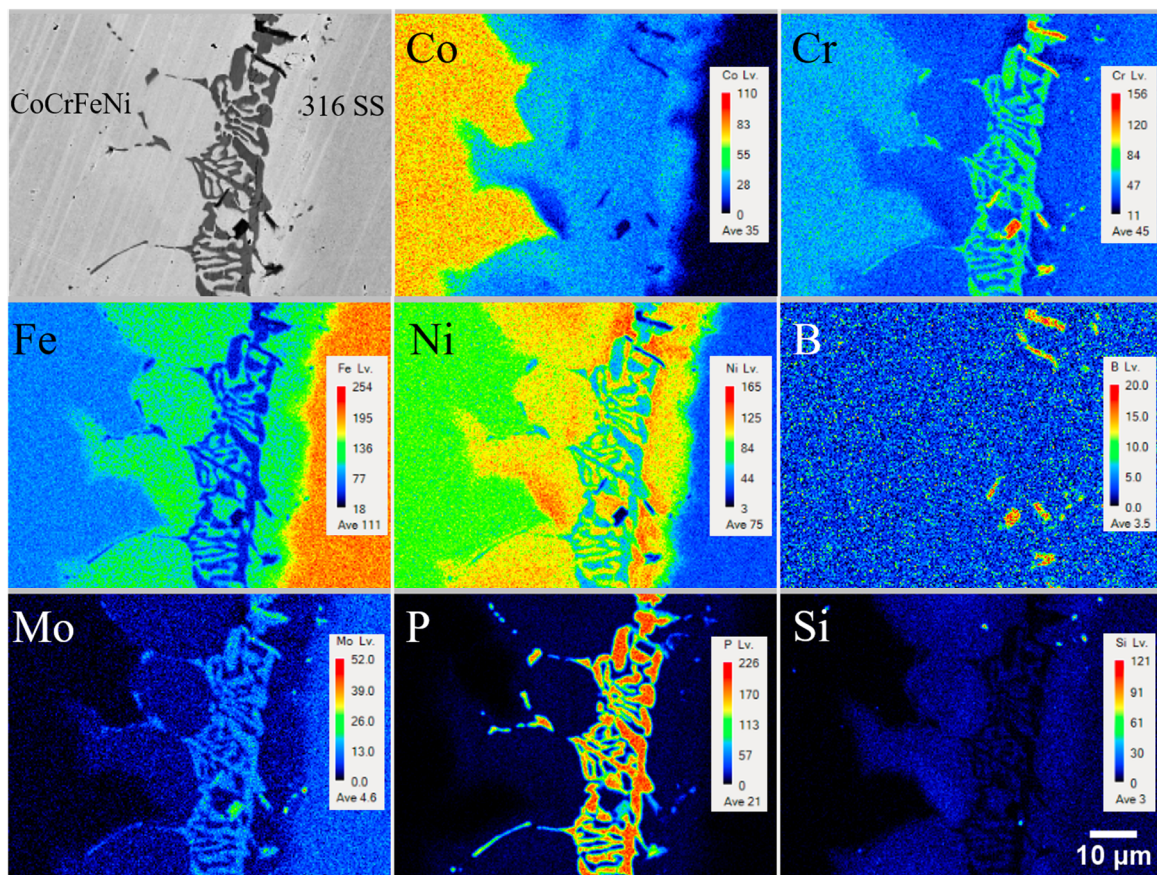 CoCrFeNi
316 SS
Co
Co Lv.
110
83
55
28
0
Ave 35
Cr
Cr Lv.
156
120
84
47
11
Ave 45
Fe
Fe Lv.
254
195
136
77
18
Ave 111
Ni
Ni Lv.
165
125
84
44
3
Ave 75
B
B Lv.
20.0
15.0
10.0
5.0
0.0
Ave 3.5
Mo
Mo Lv.
52.0
39.0
26.0
13.0
0.0
Ave 4.6
P
P Lv.
226
170
113
57
0
Ave 21
Si
Si Lv.
121
91
61
30
0
Ave 3
10 μm